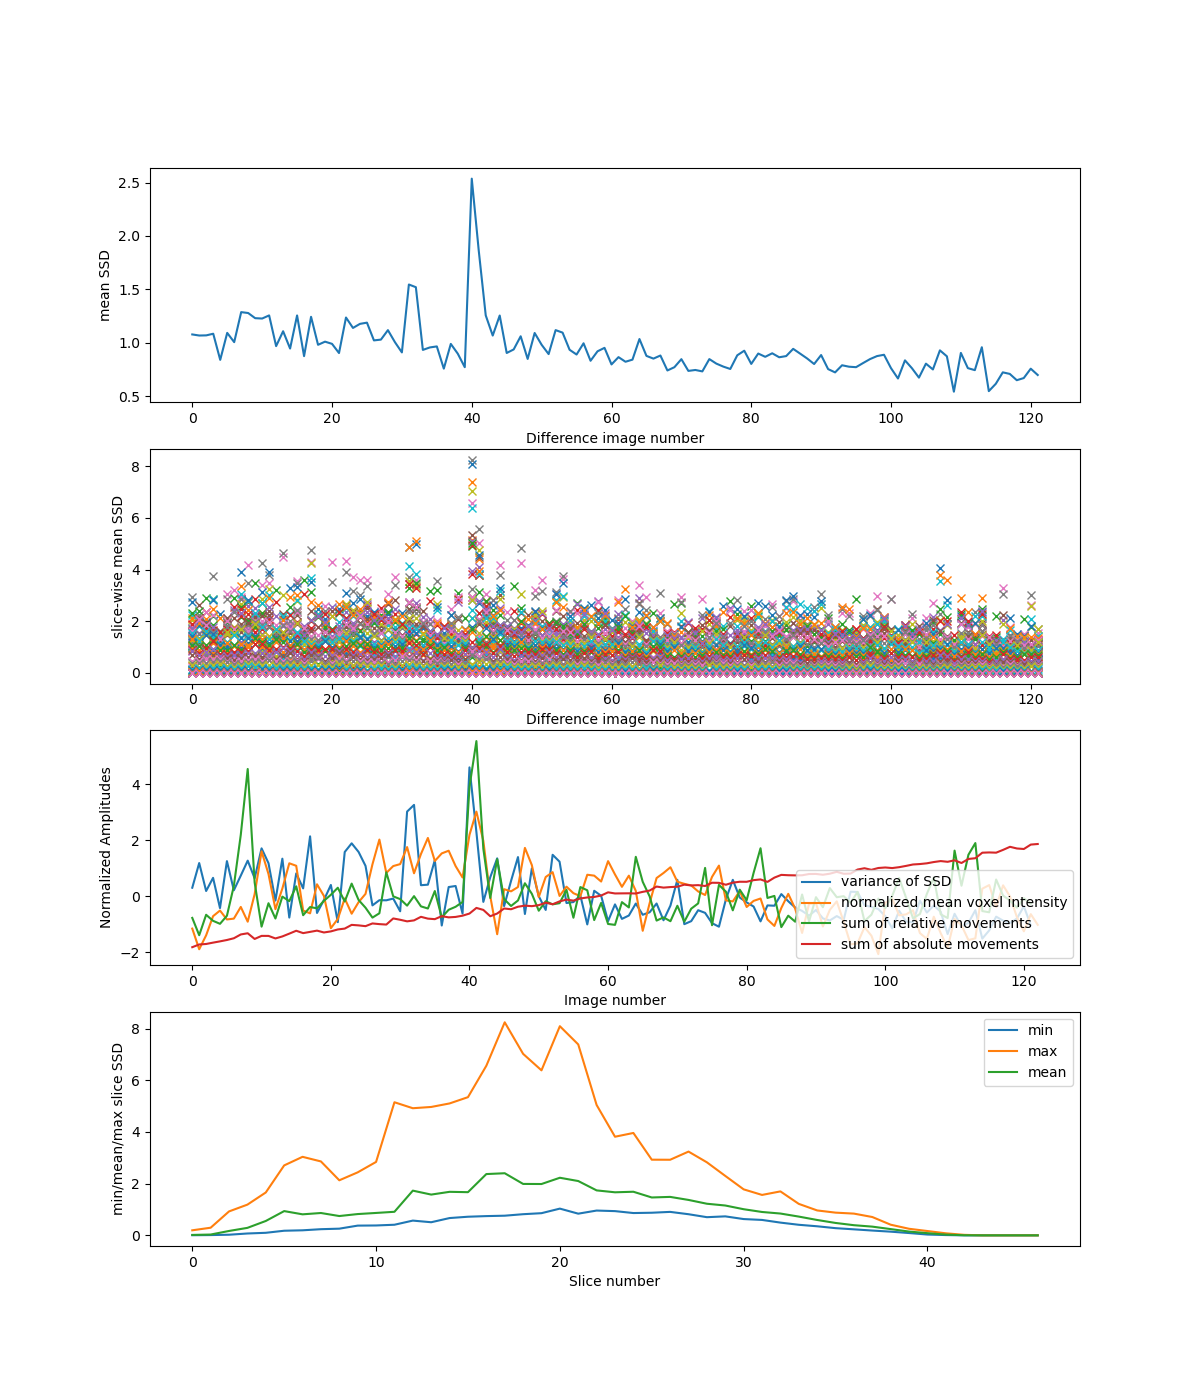 mean SSD
2.5
2.0
1.5
1.0
0.5
0 20 40 60 80 100 120
Difference image number
slice-wise mean SSD
8
6
4
2
0
0 20 40 60 80 100 120
Difference image number
Normalized Amplitudes
4
2
0
−2
variance of SSD
normalized mean voxel intensity
sum of relative movements
sum of absolute movements
0 20 40 60 80 100 120
Image number
min/mean/max slice SSD
8
6
4
2
0
min
max
mean
0 10 20 30 40
Slice number